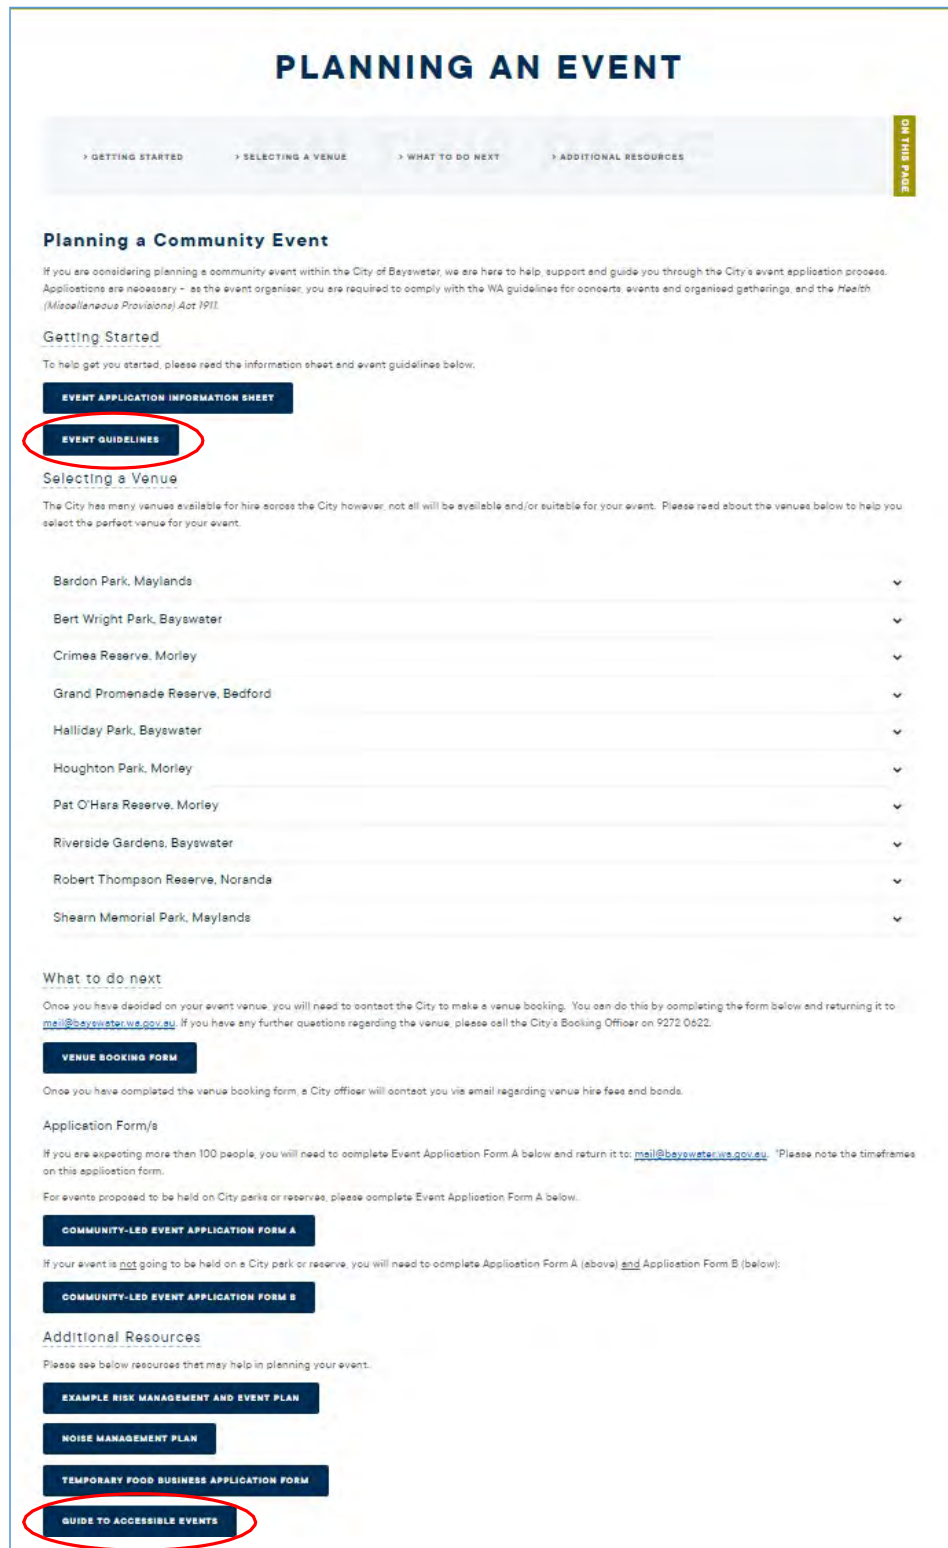 PLANNING AN EVENT
> GETTING STARTED > SELECTING A VENUE > WHAT TO DO NEXT > ADDITIONAL RESOURCES
ON THIS PAGE
Planning a Community Event
If you are considering planning a community event within the City of Bayswater, we are here to help, support and guide you through the City's event application process.
Applications are necessary - as the event organiser, you are required to comply with the WA guidelines for concerts, events and organised gatherings, and the Health
(Miscellaneous Provisions) Act 1911.
Getting Started
To help get you started, please read the information sheet and event guidelines below.
EVENT APPLICATION INFORMATION SHEET
EVENT GUIDELINES
Selecting a Venue
The City has many venues available for hire across the City however, not all will be available and/or suitable for your event. Please read about the venues below to help you
select the perfect venue for your event.
Bardon Park, Maylands
Bert Wright Park, Bayswater
Crimea Reserve, Morley
Grand Promenade Reserve, Bedford
Halliday Park, Bayswater
Houghton Park, Morley
Pat O'Hara Reserve, Morley
Riverside Gardens, Bayswater
Robert Thompson Reserve, Noranda
Shearn Memorial Park, Maylands
What to do next
Once you have decided on your event venue, you will need to contact the City to make a venue booking. You can do this by completing the form below and returning it to
mail@bayswater.wa.gov.au. If you have any further questions regarding the venue, please call the City's Booking Officer on 9272 0622.
VENUE BOOKING FORM
Once you have completed the venue booking form, a City officer will contact you via email regarding venue hire fees and bonds.
Application Form/s
If you are expecting more than 100 people, you will need to complete Event Application Form A below and return it to: mail@bayswater.wa.gov.au. *Please note the timeframes
on this application form.
For events proposed to be held on City parks or reserves, please complete Event Application Form A below.
COMMUNITY-LED EVENT APPLICATION FORM A
If your event is not going to be held on a City park or reserve, you will need to complete Application Form A (above) and Application Form B (below):
COMMUNITY-LED EVENT APPLICATION FORM B
Additional Resources
Please see below resources that may help in planning your event.
EXAMPLE RISK MANAGEMENT AND EVENT PLAN
NOISE MANAGEMENT PLAN
TEMPORARY FOOD BUSINESS APPLICATION FORM
GUIDE TO ACCESSIBLE EVENTS